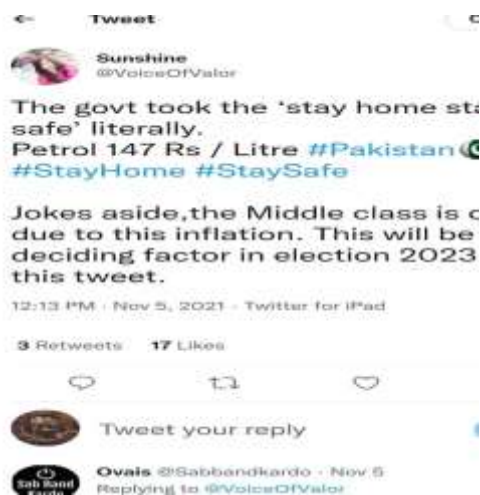 Tweet
Sunshine
@VoiceOfValor
The govt took the ‘stay home
safe’ literally.
Petrol 147 Rs / Litre #Pakistan
#StayHome #StaySafe
Jokes aside,the Middle class is
due to this inflation. This will be
deciding factor in election 2023
this tweet.
12:13 PM · Nov 5, 2021 · Twitter for iPad
3 Retweets 17 Likes
Tweet your reply
Sab Band
Kardo
Ovais @Sabbandkardo · Nov 5
Replying to @VoiceOfValor